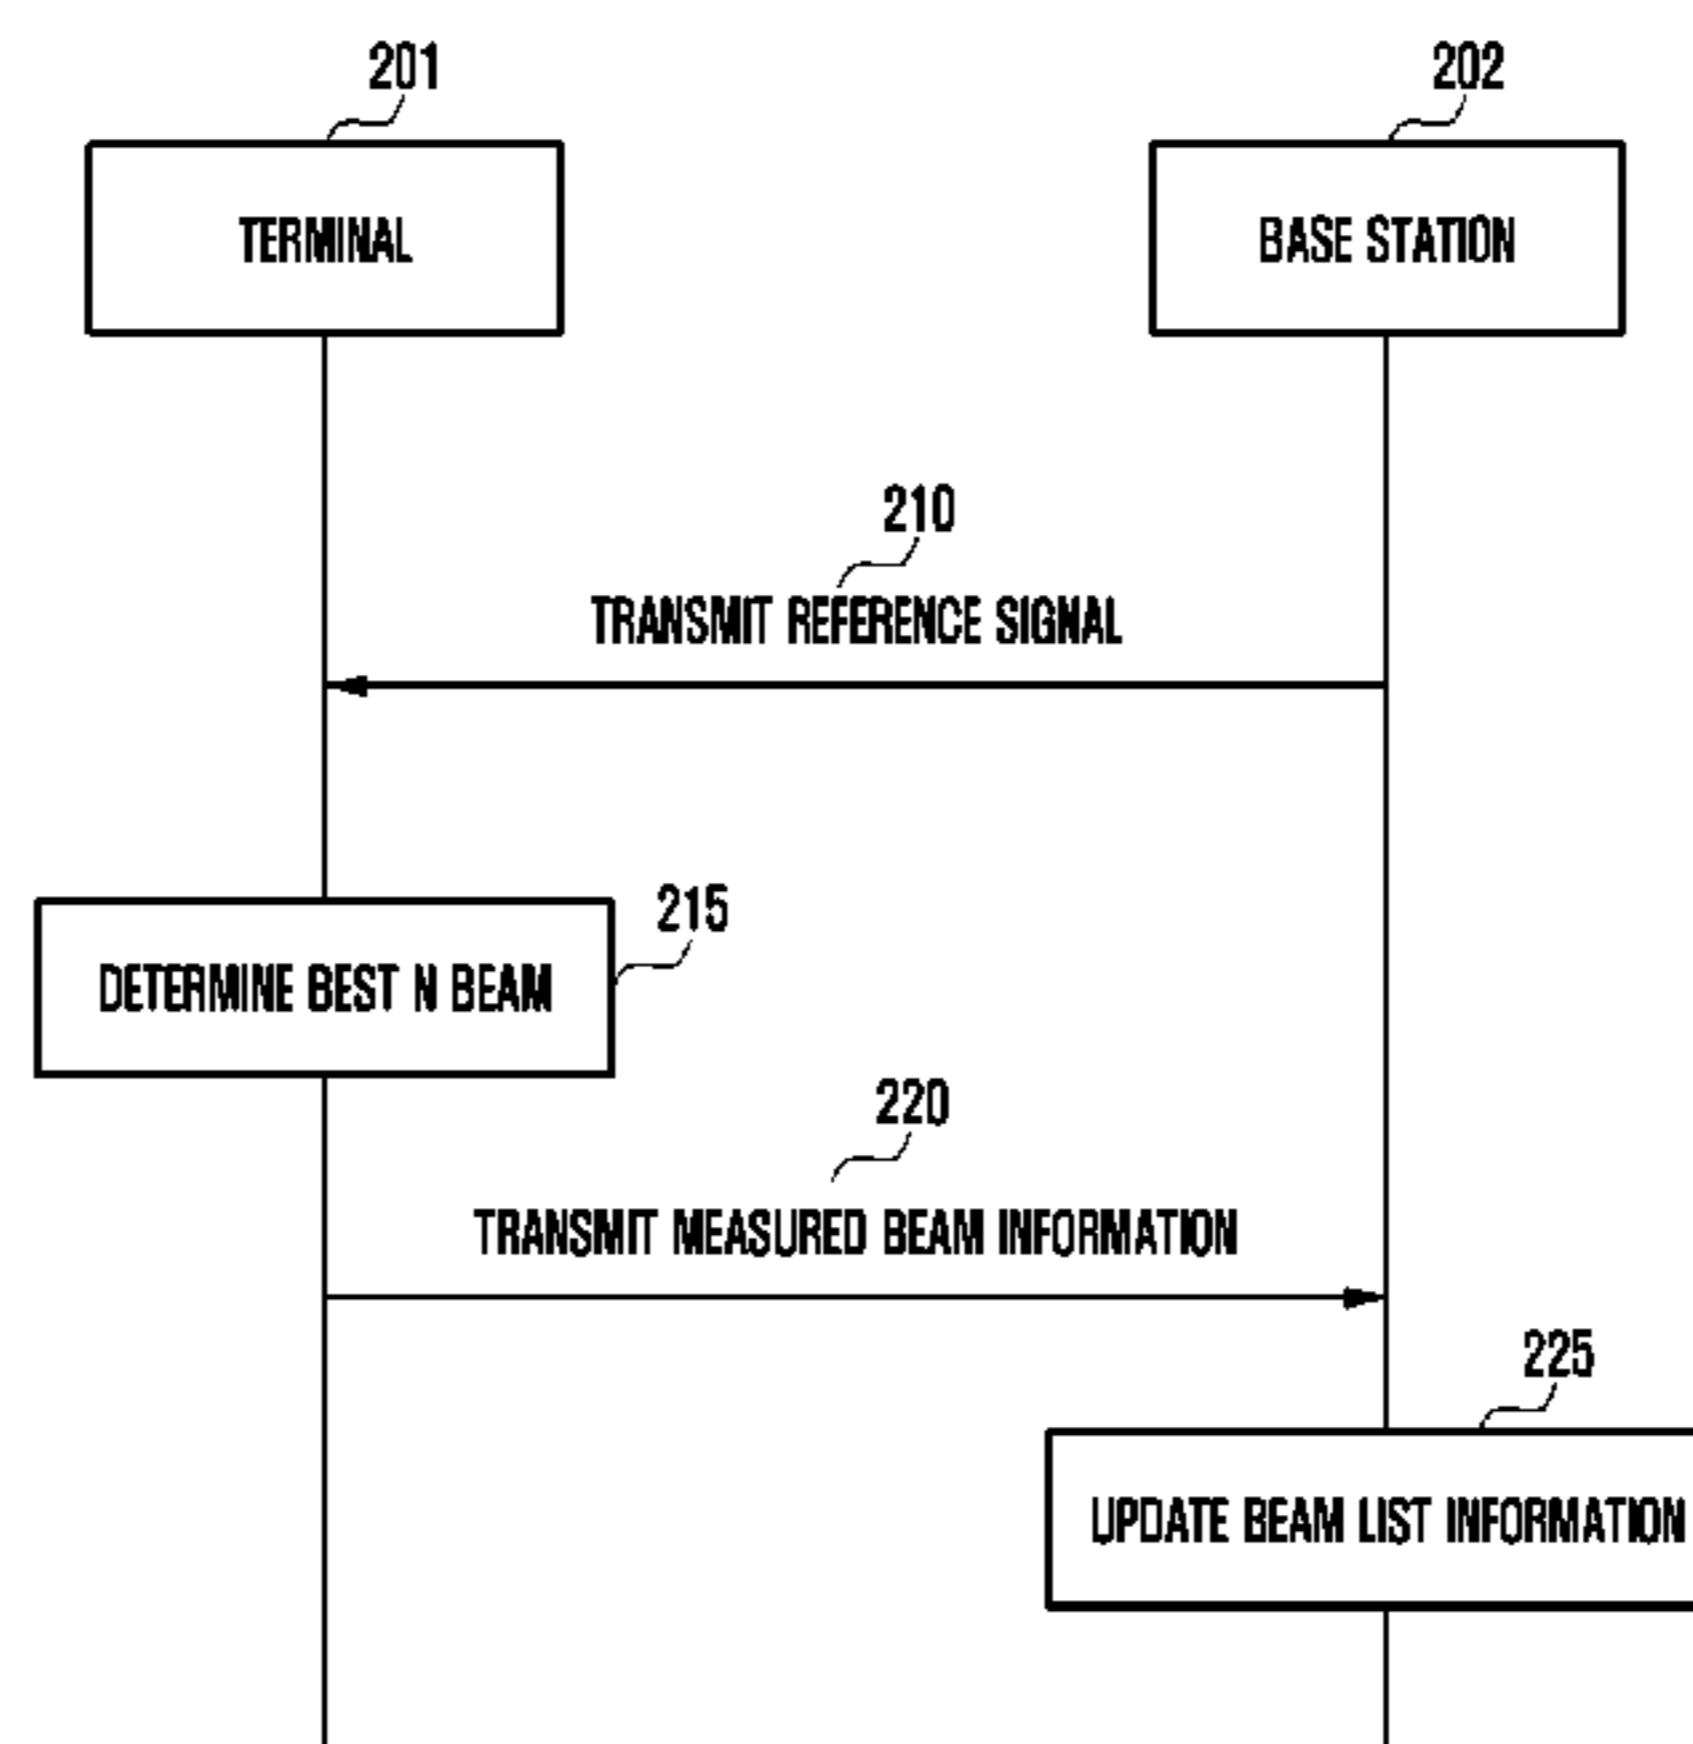 201
202
TERMINAL
BASE STATION
210
TRANSMIT REFERENCE SIGNAL
215
DETERMINE BEST N BEAM
220
TRANSMIT MEASURED BEAM INFORMATION
225
UPDATE BEAM LIST INFORMATION